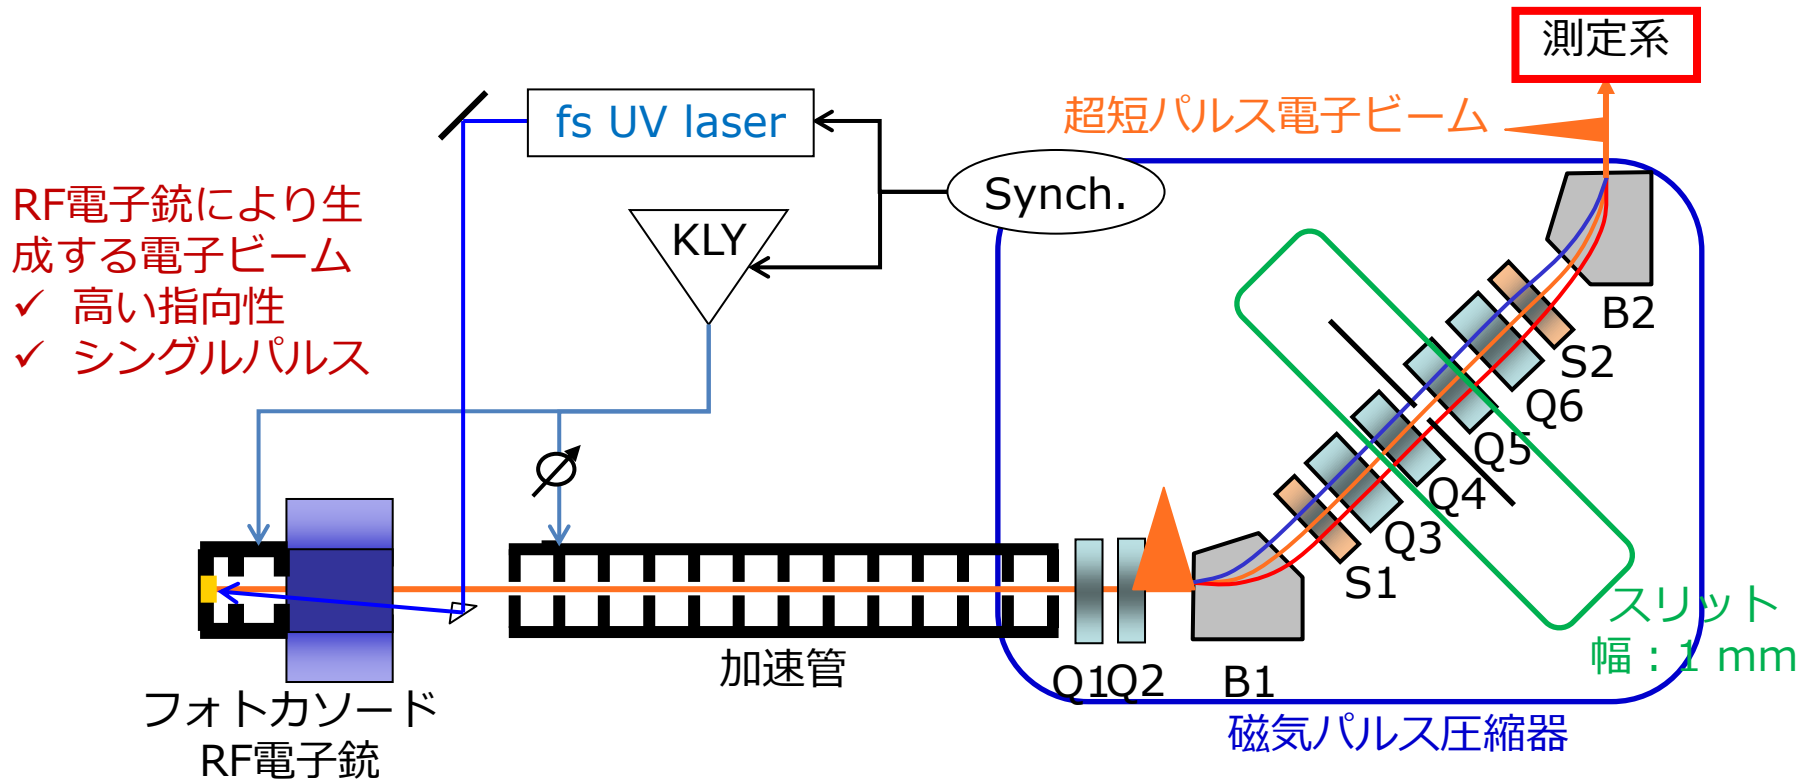 測定系
fs UV laser
超短パルス電子ビーム
Synch.
RF電子銃により生
成する電子ビーム
✓ 高い指向性
✓ シングルパルス
KLY
B2
S2
Q6
Q5
Q4
Q3
S1
スリット
幅：1 mm
加速管
Q1Q2
B1
フォトカソード
RF電子銃
磁気パルス圧縮器